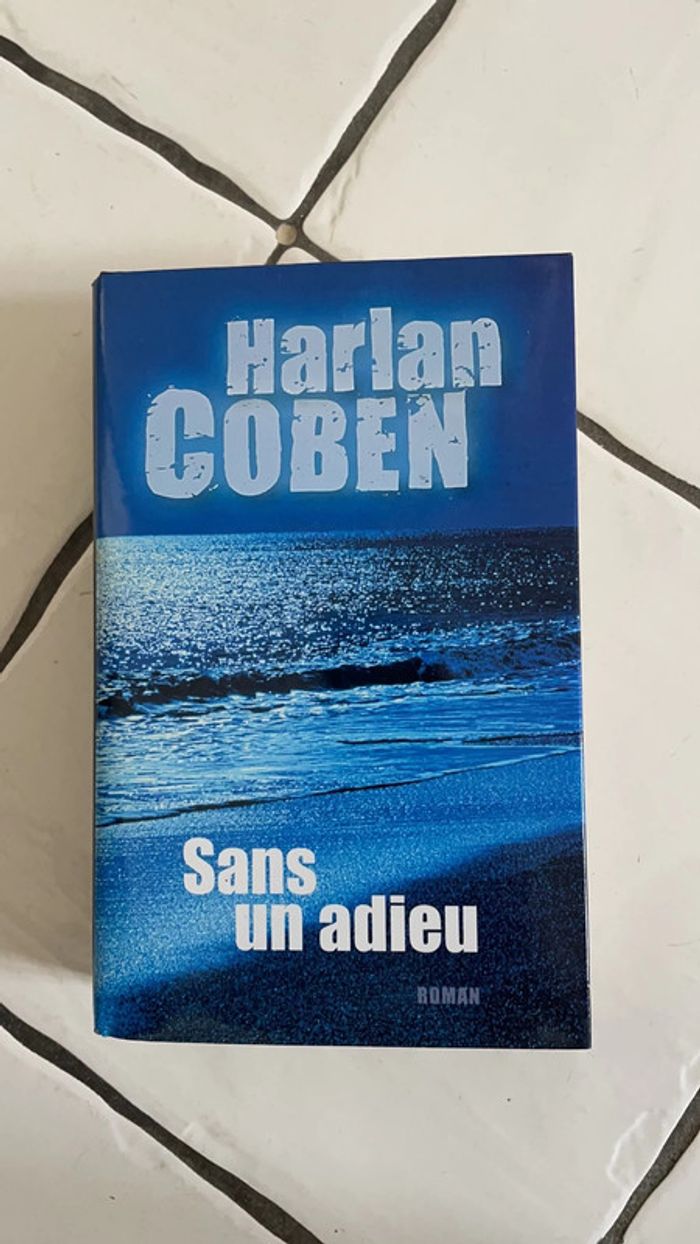 Harlan
COBEN
Sans
un adieu
ROMAN